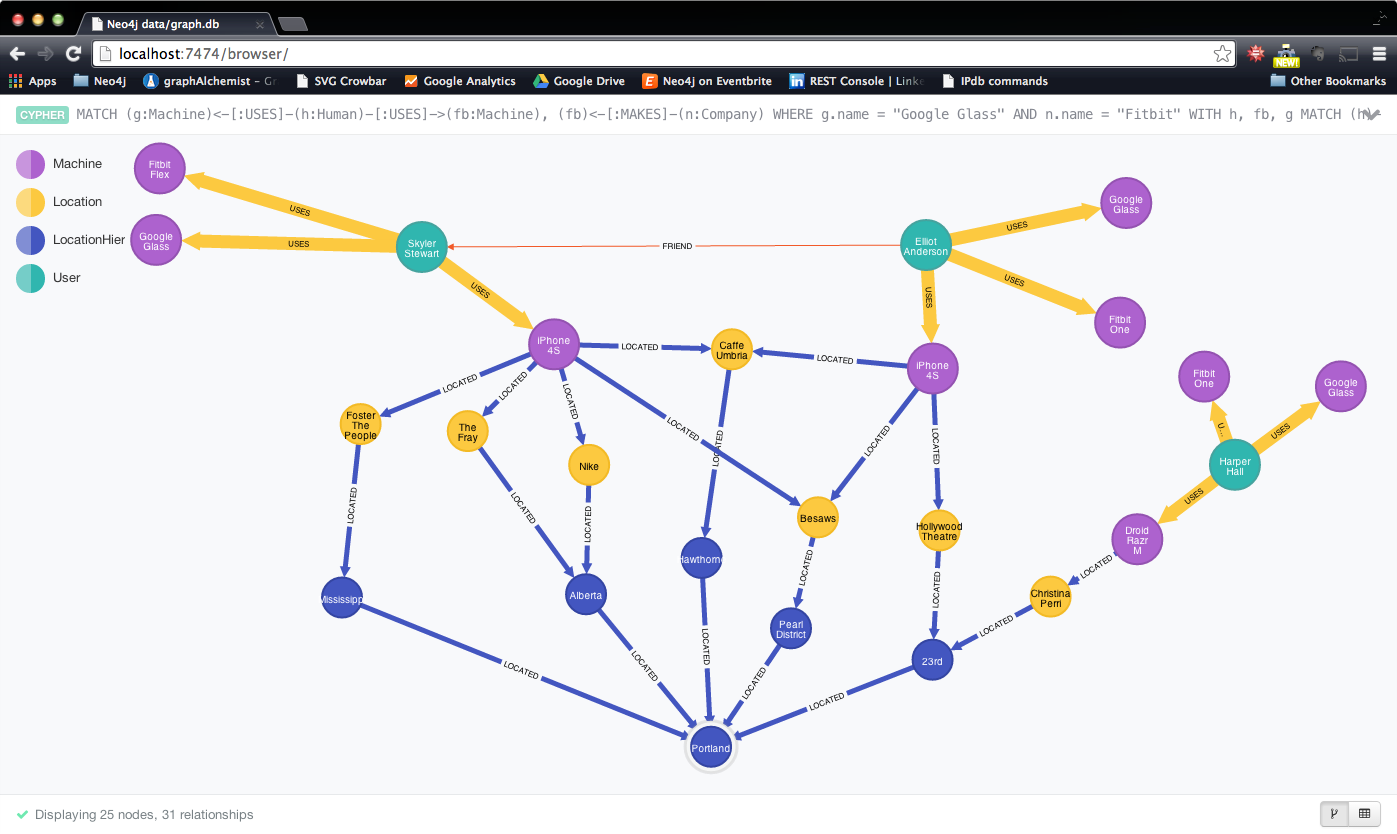 Neo4j data/graph.db
localhost:7474/browser/
NEW!
Apps Neo4j graphAlchemist – Gr SVG Crowbar Google Analytics Google Drive Neo4j on Eventbrite REST Console | Linke IPdb commands Other Bookmarks
CYPHER MATCH (g:Machine)<-[:USES]-(h:Human)-[:USES]->(fb:Machine), (fb)<-[:MAKES]-(n:Company) WHERE g.name = "Google Glass" AND n.name = "Fitbit" WITH h, fb, g MATCH (h)-
Machine
Location
LocationHier
User
Fitbit
Flex
USES
Google
Glass
USES
Skyler
Stewart
FRIEND
Elliot
Anderson
USES
Google
Glass
USES
USES
USES
Fitbit
One
iPhone
4S
LOCATED
Caffe
Umbria
LOCATED
iPhone
4S
Fitbit
One
Google
Glass
LOCATED
LOCATED
LOCATED
LOCATED
LOCATED
LOCATED
LOCATED
U...
USES
Foster
The
People
The
Fray
Nike
Harper
Hall
USES
LOCATED
LOCATED
LOCATED
Besaws
Hollywood
Theatre
Droid
Razr
M
LOCATED
Hawthorne
LOCATED
LOCATED
Mississipp
Alberta
Christina
Perri
Pearl
District
LOCATED
23rd
LOCATED
LOCATED
LOCATED
LOCATED
LOCATED
Portland
Displaying 25 nodes, 31 relationships